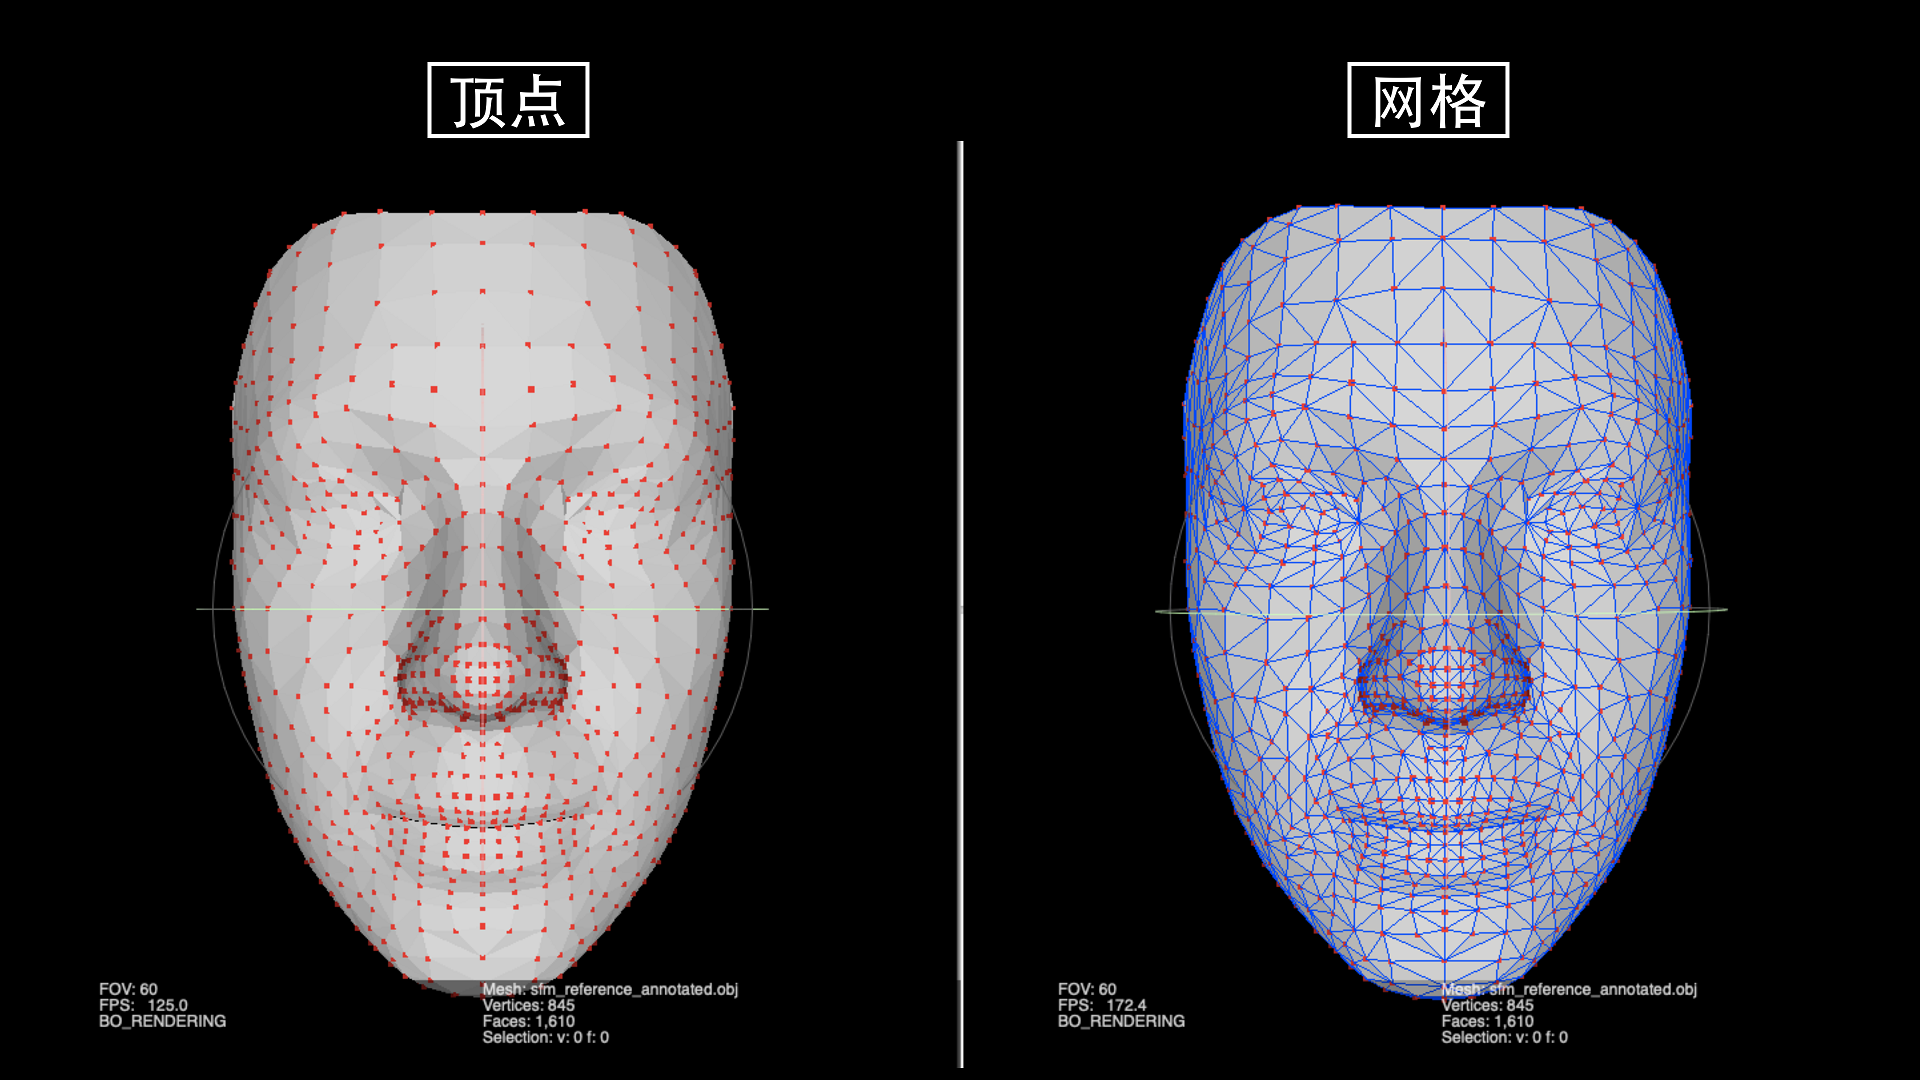 顶点
网格
FOV: 60
FPS: 125.0
BO_RENDERING
Mesh: sfm_reference_annotated.obj
Vertices: 845
Faces: 1,610
Selection: v: 0 f: 0
FOV: 60
FPS: 172.4
BO_RENDERING
Mesh: sfm_reference_annotated.obj
Vertices: 845
Faces: 1,610
Selection: v: 0 f: 0